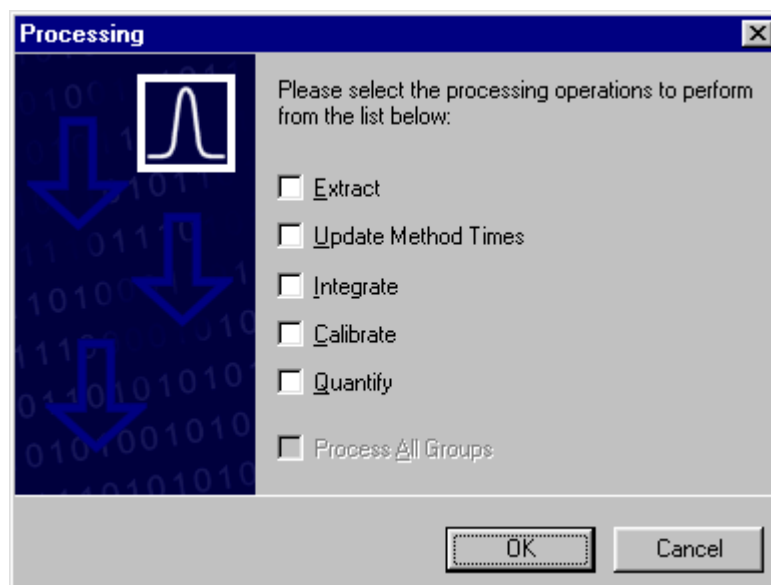 Processing
Please select the processing operations to perform
from the list below:
Extract
Update Method Times
Integrate
Calibrate
Quantify
Process All Groups
OK
Cancel